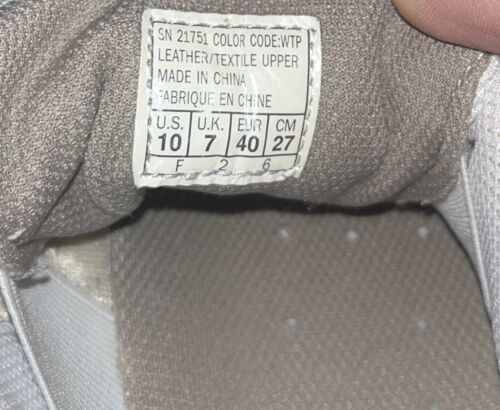 SN 21751 COLOR CODE:WTP
LEATHER/TEXTILE UPPER
MADE IN CHINA
FABRIQUE EN CHINE
U.S. U.K. EUR CM
10 7 40 27
F 2 6